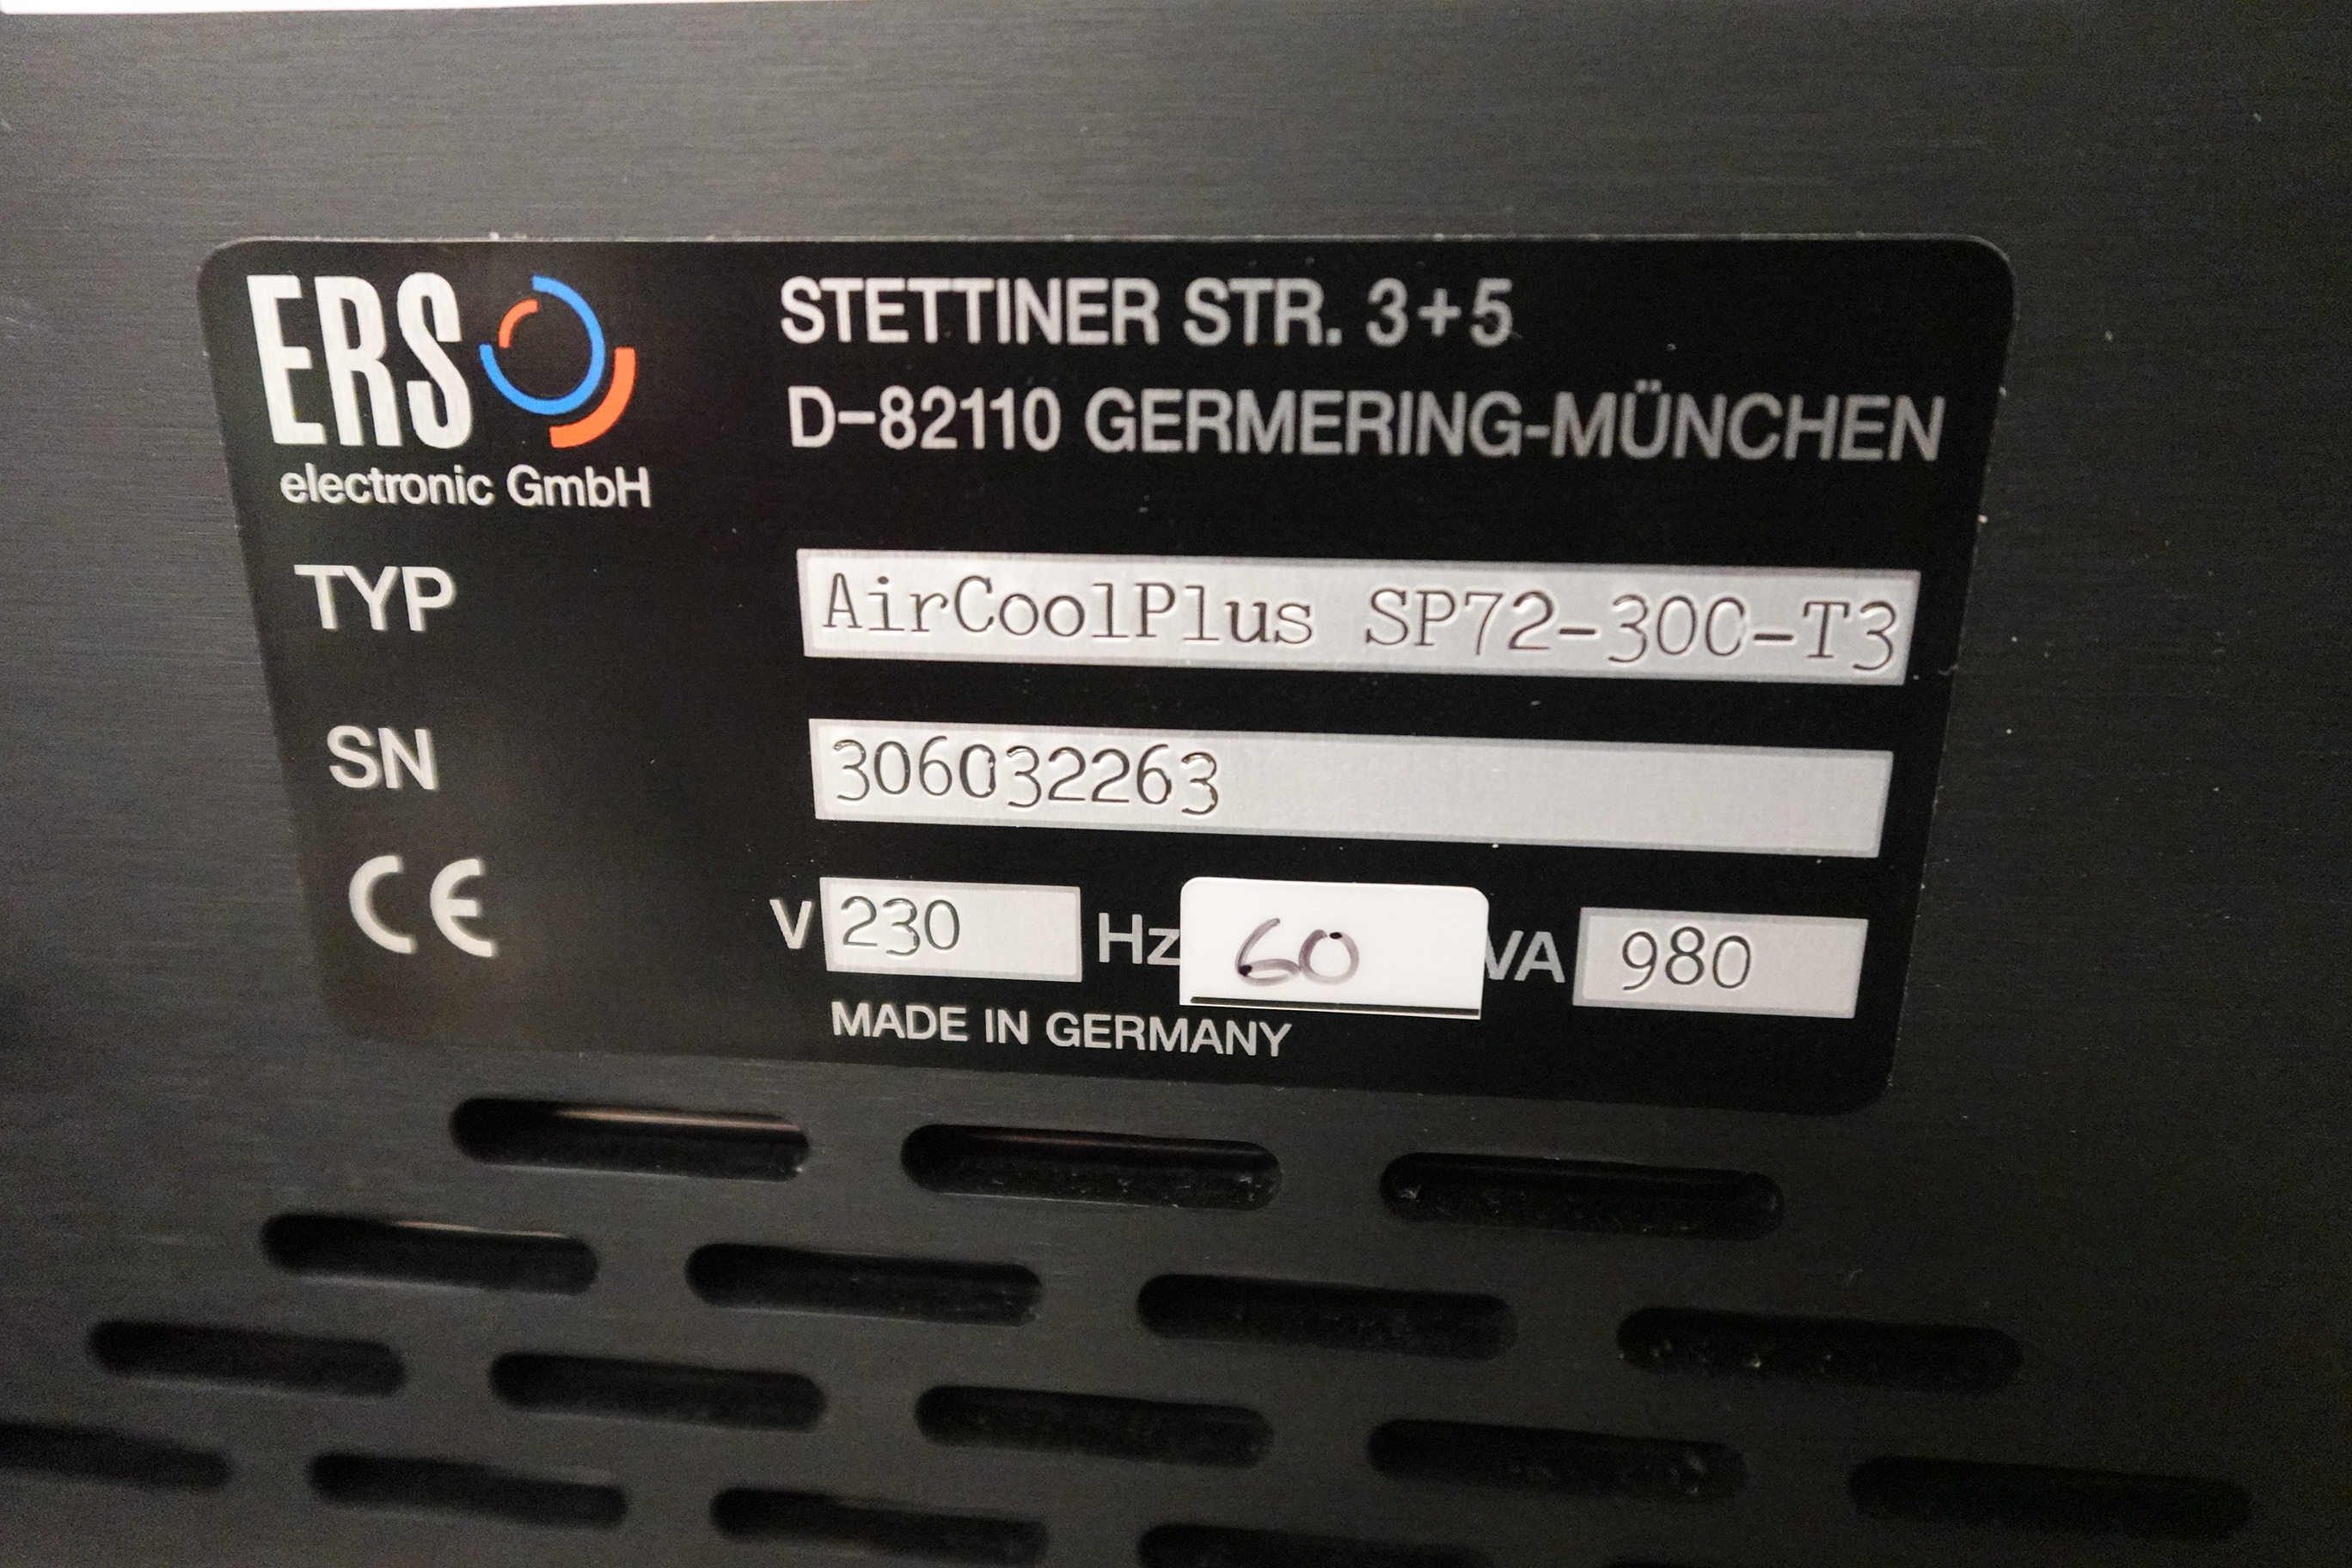 ERS
electronic GmbH
STETTINER STR. 3+5
D-82110 GERMERING-MÜNCHEN
TYP AirCoolPlus SP72-300-T3
SN 306032263
CE V 230 Hz 60 VA 980
MADE IN GERMANY